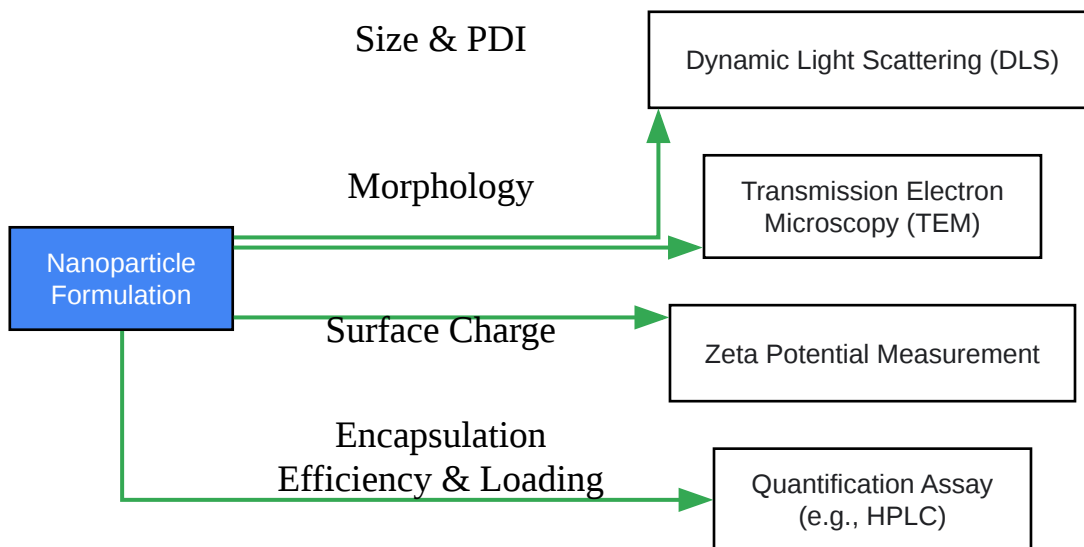 Size & PDI
Dynamic Light Scattering (DLS)
Morphology
Transmission Electron
Microscopy (TEM)
Nanoparticle
Formulation
Surface Charge
Zeta Potential Measurement
Encapsulation
Efficiency & Loading
Quantification Assay
(e.g., HPLC)